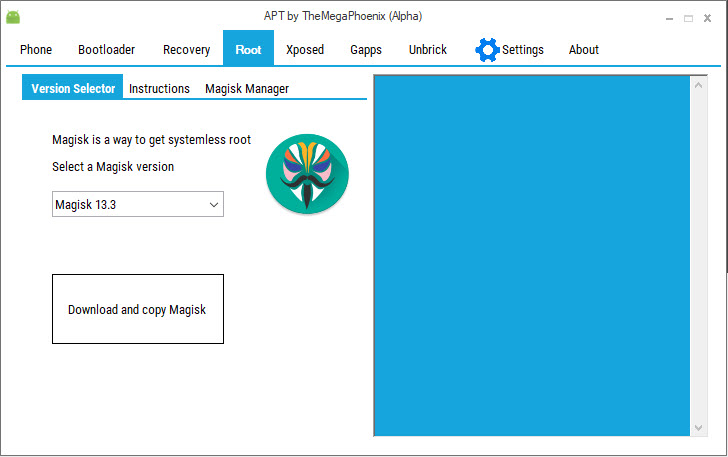 APT by TheMegaPhoenix (Alpha)
Phone Bootloader Recovery Root Xposed Gapps Unbrick Settings About
Version Selector Instructions Magisk Manager
Magisk is a way to get systemless root
Select a Magisk version
Magisk 13.3
Download and copy Magisk